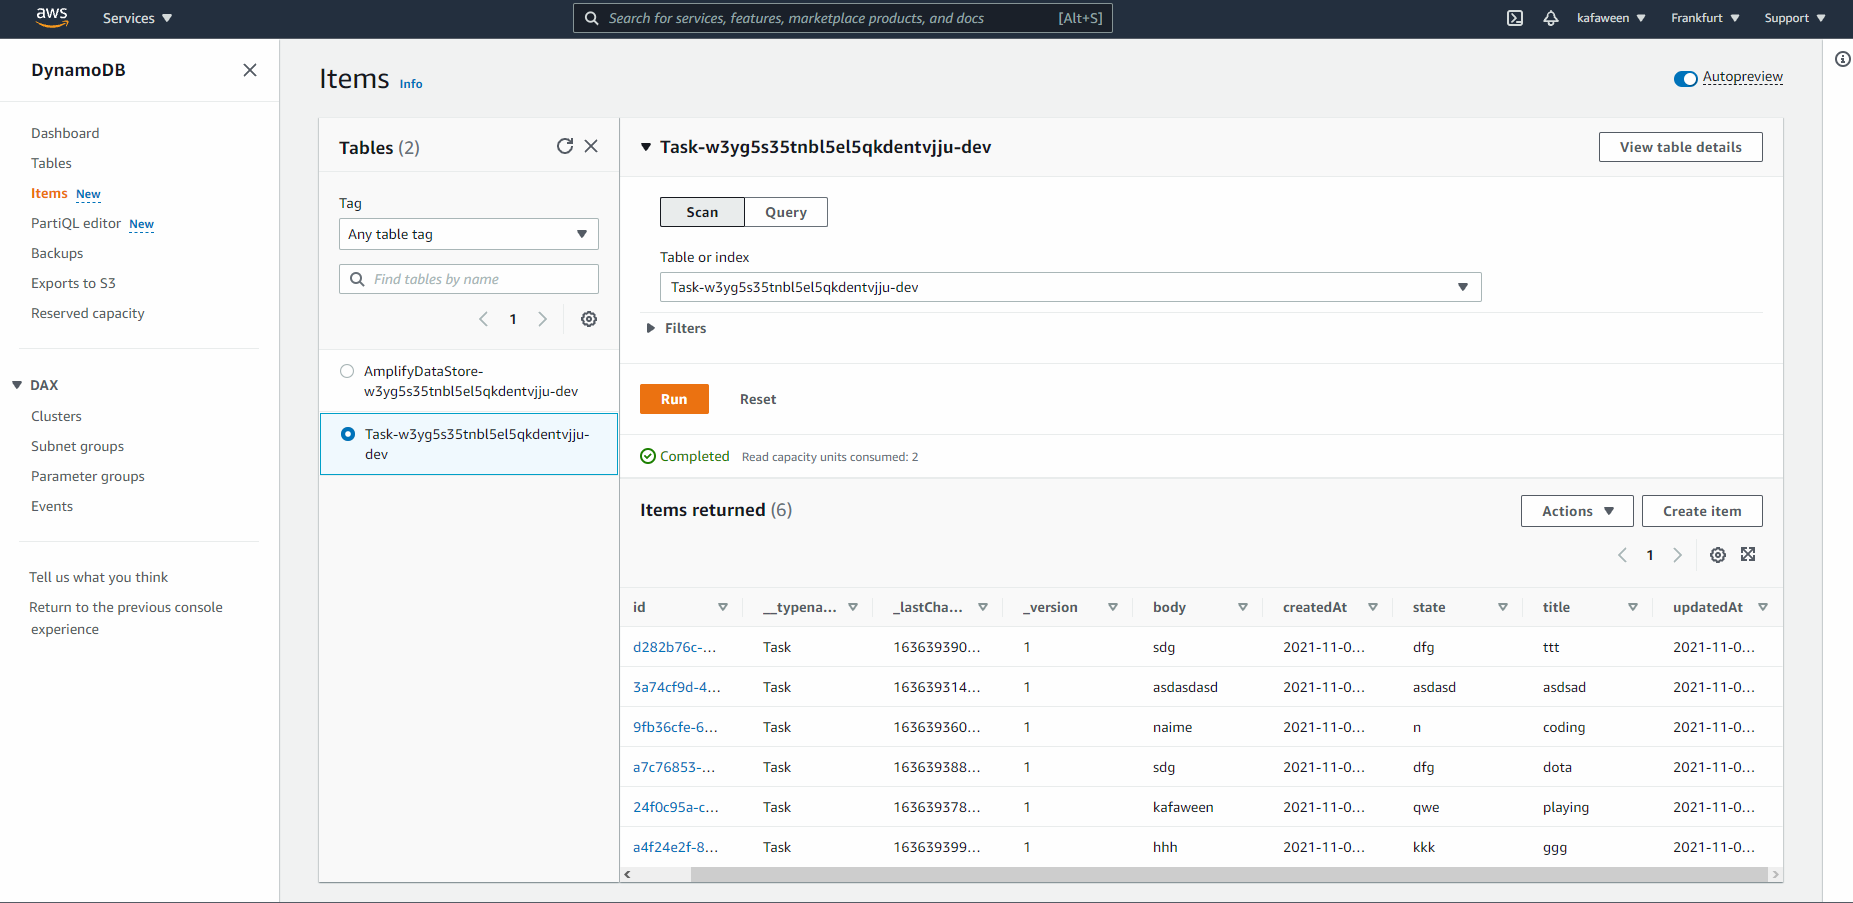 aws Services Search for services, features, marketplace products, and docs [Alt+S] kafaween Frankfurt Support
DynamoDB
Dashboard
Tables
Items New
PartiQL editor New
Backups
Exports to S3
Reserved capacity
DAX
Clusters
Subnet groups
Parameter groups
Events
Tell us what you think
Return to the previous console
experience
Items Info
Autopreview
Tables (2)
Tag
Any table tag
Find tables by name
1
AmplifyDataStore-
w3yg5s35tnbl5el5qkdentvjju-dev
Task-w3yg5s35tnbl5el5qkdentvjju-
dev
Task-w3yg5s35tnbl5el5qkdentvjju-dev
View table details
Scan Query
Table or index
Task-w3yg5s35tnbl5el5qkdentvjju-dev
Filters
Run Reset
Completed Read capacity units consumed: 2
Items returned (6)
Actions Create item
1
id __typena... _lastCha... _version body createdAt state title updatedAt
d282b76c-... Task 163639390... 1 sdg 2021-11-0... dfg ttt 2021-11-0...
3a74cf9d-4... Task 163639314... 1 asdasdasd 2021-11-0... asdasd asdsad 2021-11-0...
9fb36cfe-6... Task 163639360... 1 naime 2021-11-0... n coding 2021-11-0...
a7c76853-... Task 163639388... 1 sdg 2021-11-0... dfg dota 2021-11-0...
24f0c95a-c... Task 163639378... 1 kafaween 2021-11-0... qwe playing 2021-11-0...
a4f24e2f-8... Task 163639399... 1 hhh 2021-11-0... kkk ggg 2021-11-0...